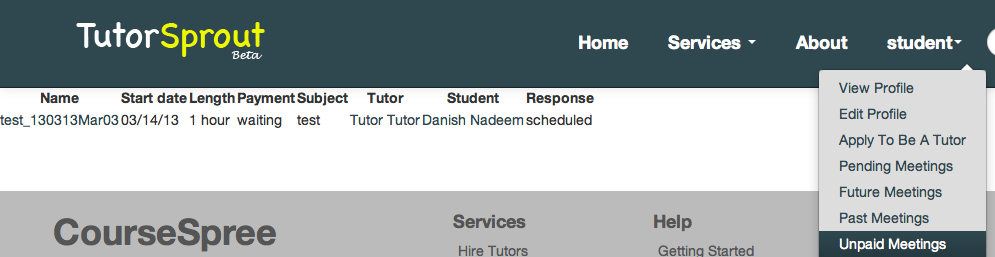 TutorSprout
Beta
Home Services About student
View Profile
Edit Profile
Apply To Be A Tutor
Pending Meetings
Future Meetings
Past Meetings
Unpaid Meetings
Name Start date Length Payment Subject Tutor Student Response
test_130313Mar03 03/14/13 1 hour waiting test Tutor Tutor Danish Nadeem scheduled
CourseSpree
Services
Hire Tutors
Help
Getting Started